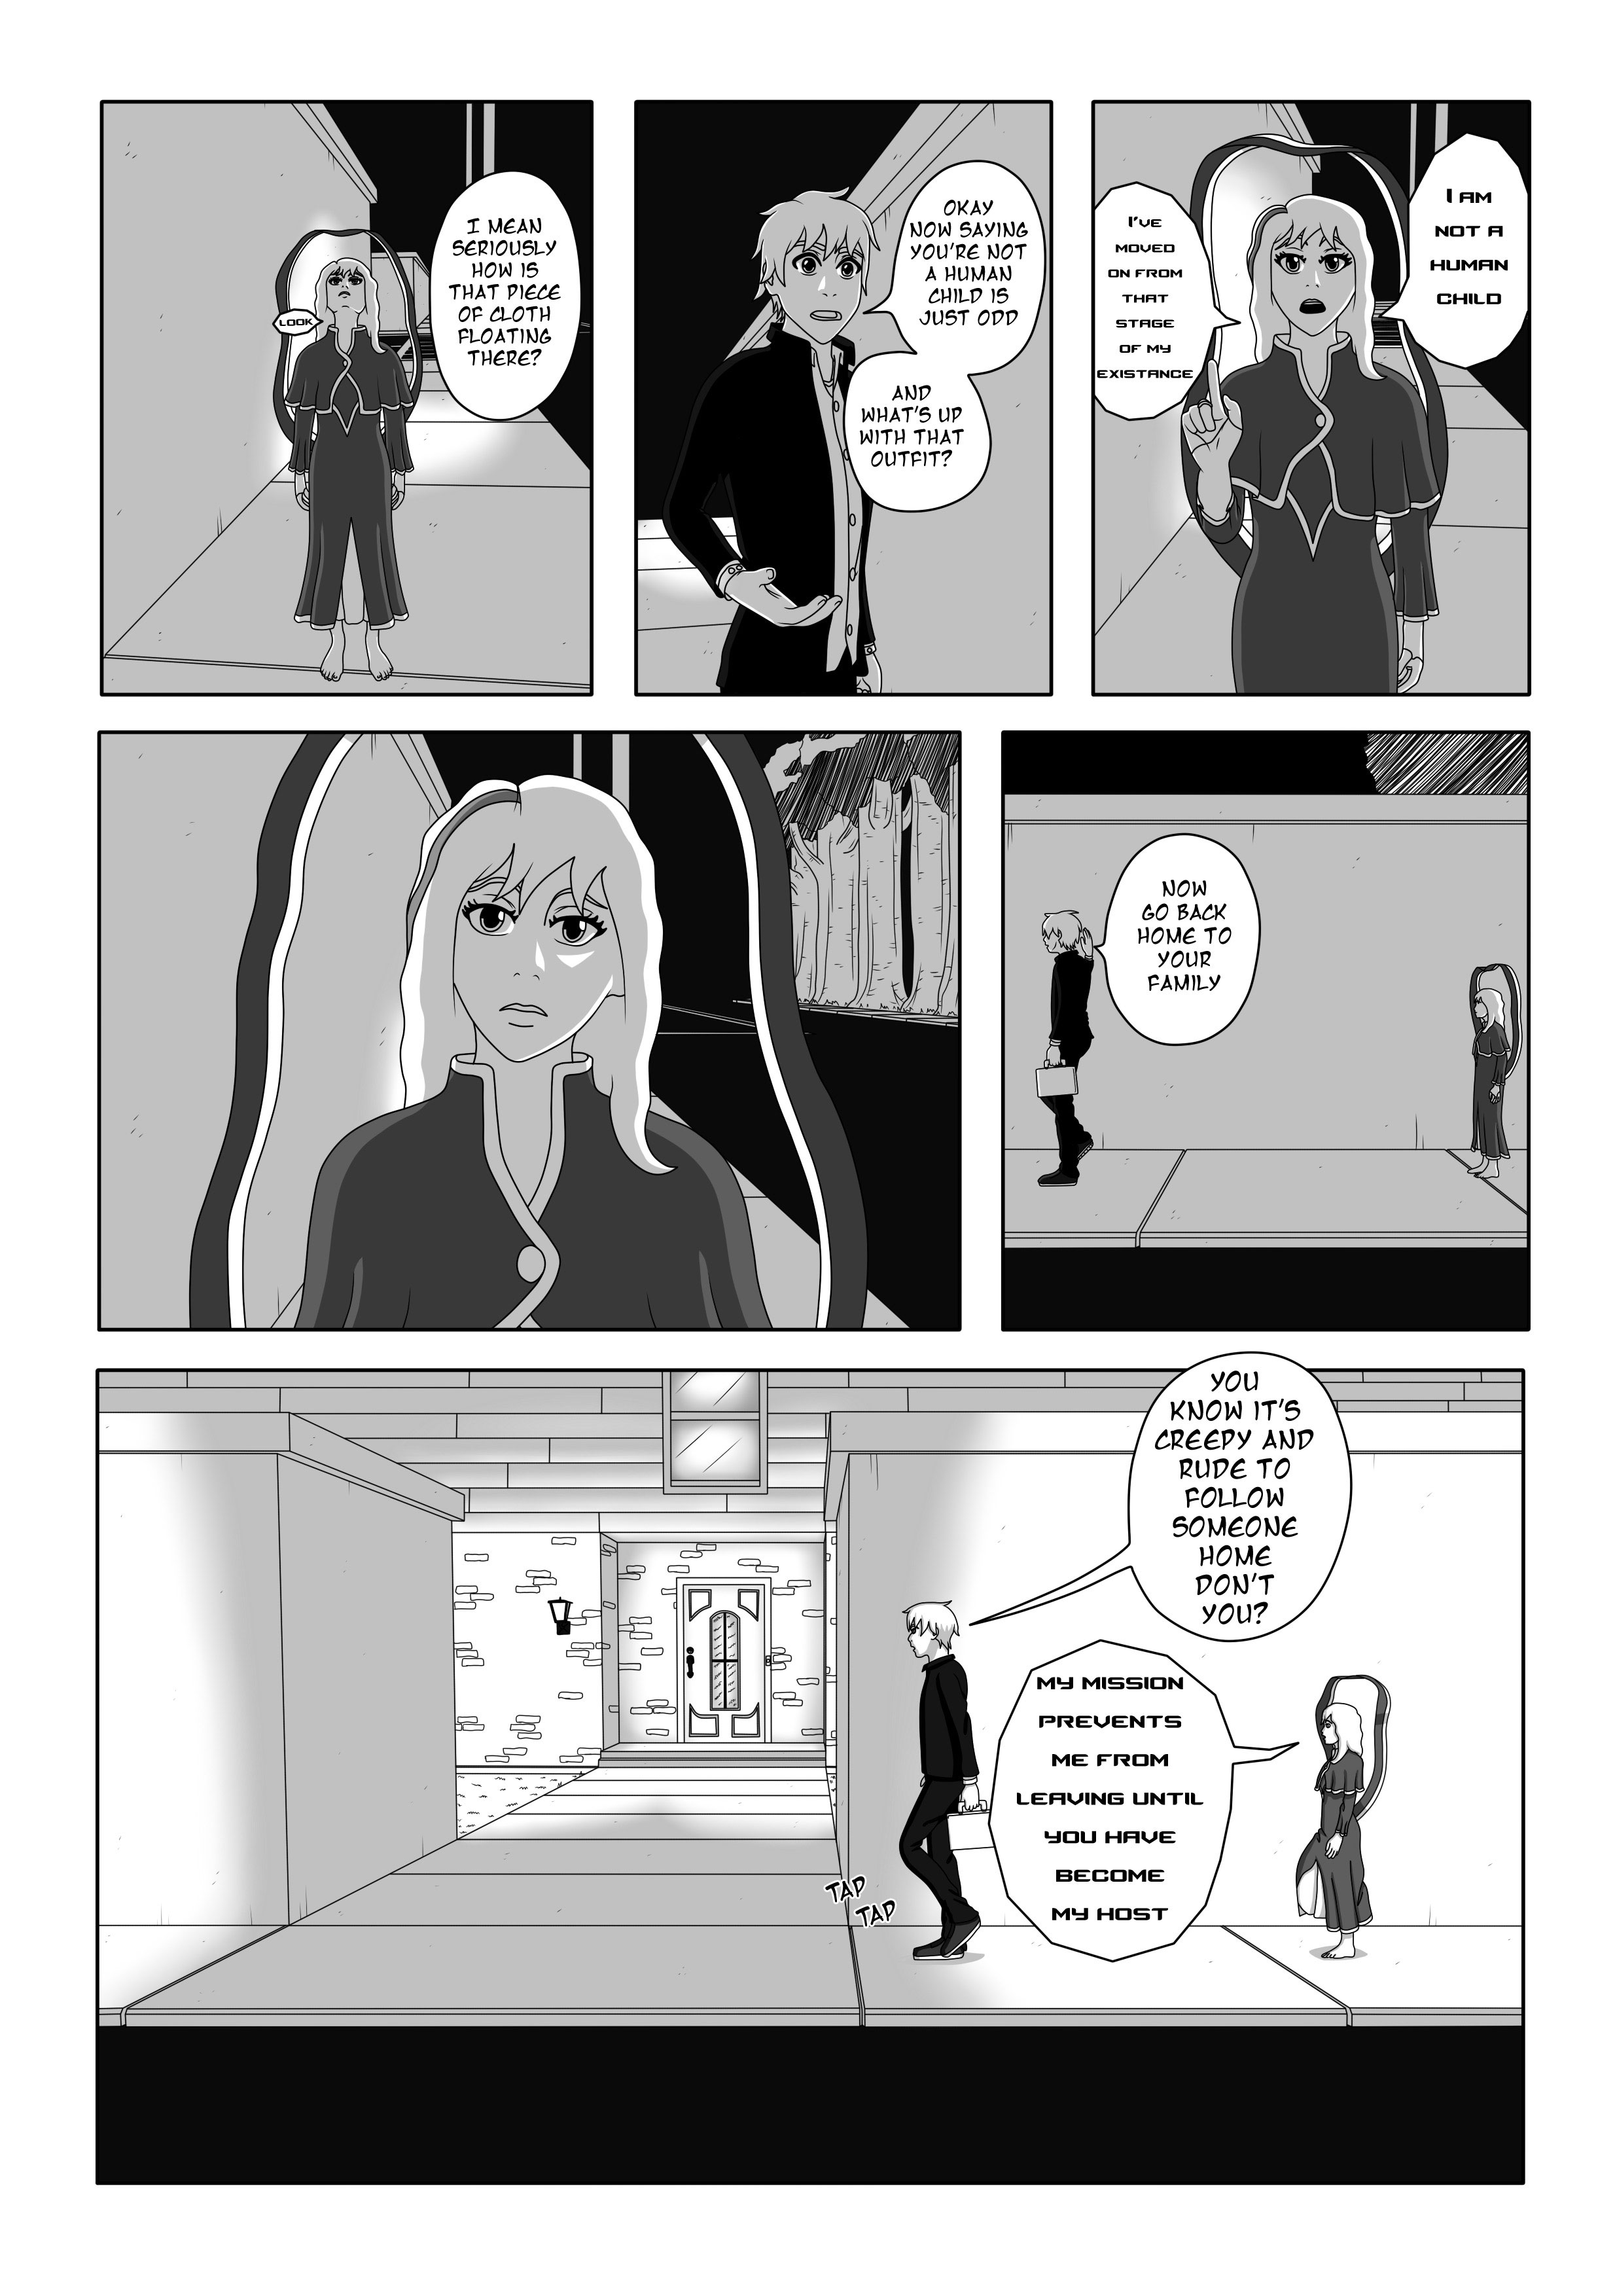 I AM
NOT A
HUMAN
CHILD
I'VE
MOVED
ON FROM
THAT
STAGE
OF MY
EXISTANCE
OKAY
NOW SAYING
YOU'RE NOT
A HUMAN
CHILD IS
JUST ODD
AND
WHAT'S UP
WITH THAT
OUTFIT?
I MEAN
SERIOUSLY
HOW IS
THAT PIECE
OF CLOTH
FLOATING
THERE?
LOOK
NOW
GO BACK
HOME TO
YOUR
FAMILY
YOU
KNOW IT'S
CREEPY AND
RUDE TO
FOLLOW
SOMEONE
HOME
DON'T
YOU?
MY MISSION
PREVENTS
ME FROM
LEAVING UNTIL
YOU HAVE
BECOME
MY HOST
TAP
TAP